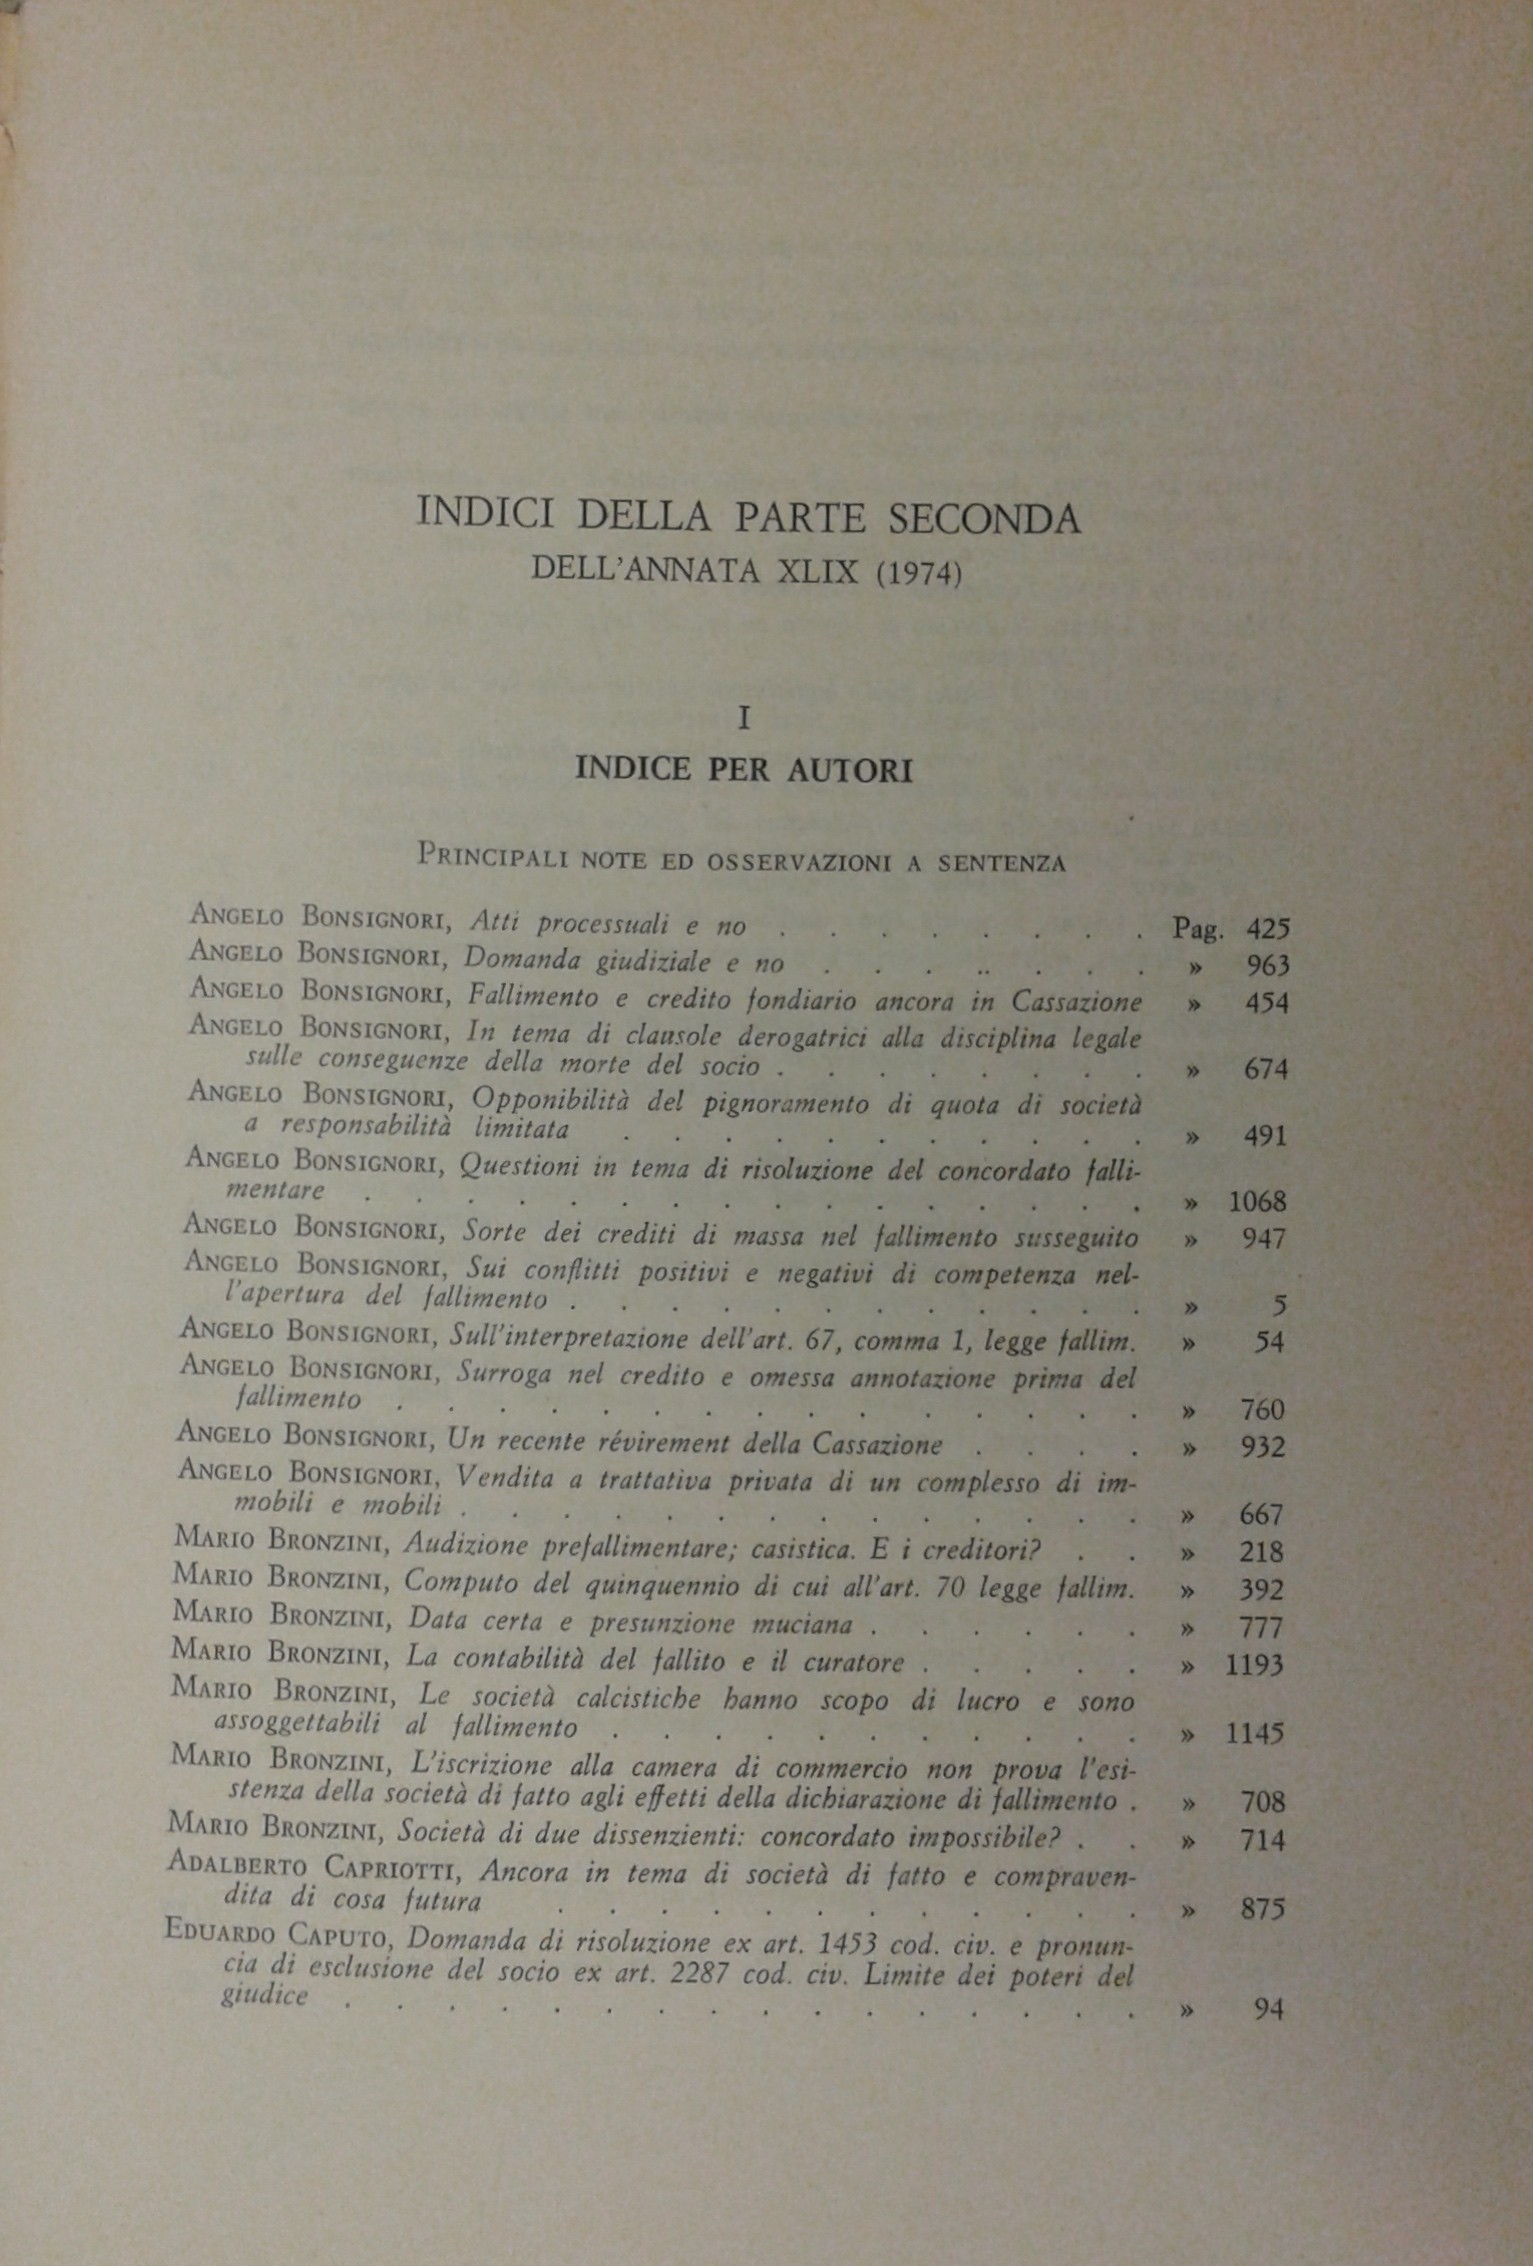 INDICI DELLA PARTE SECONDA
DELL'ANNATA XLIX (1974)
I
INDICE PER AUTORI
PRINCIPALI NOTE ED OSSERVAZIONI A SENTENZA
ANGELO BONSIGNORI, Atti processuali e no . . . . . . . . Pag. 425
ANGELO BONSIGNORI, Domanda giudiziale e no . . . .. . . . » 963
ANGELO BONSIGNORI, Fallimento e credito fondiario ancora in Cassazione » 454
ANGELO BONSIGNORI, In tema di clausole derogatrici alla disciplina legale
sulle conseguenze della morte del socio . . . . . . . . » 674
ANGELO BONSIGNORI, Opponibilità del pignoramento di quota di società
a responsabilità limitata . . . . . . . . . . . » 491
ANGELO BONSIGNORI, Questioni in tema di risoluzione del concordato falli-
mentare . . . . . . . . . . . . . . . . » 1068
ANGELO BONSIGNORI, Sorte dei crediti di massa nel fallimento susseguito » 947
ANGELO BONSIGNORI, Sui conflitti positivi e negativi di competenza nel-
l'apertura del fallimento . . . . . . . . . . . . » 5
ANGELO BONSIGNORI, Sull'interpretazione dell'art. 67, comma 1, legge fallim. » 54
ANGELO BONSIGNORI, Surroga nel credito e omessa annotazione prima del
fallimento . . . . . . . . . . . . . . . » 760
ANGELO BONSIGNORI, Un recente révirement della Cassazione . . . . » 932
ANGELO BONSIGNORI, Vendita a trattativa privata di un complesso di im-
mobili e mobili . . . . . . . . . . . . . . » 667
MARIO BRONZINI, Audizione prefallimentare; casistica. E i creditori? . . » 218
MARIO BRONZINI, Computo del quinquennio di cui all'art. 70 legge fallim. » 392
MARIO BRONZINI, Data certa e presunzione muciana . . . . . . » 777
MARIO BRONZINI, La contabilità del fallito e il curatore . . . . . » 1193
MARIO BRONZINI, Le società calcistiche hanno scopo di lucro e sono
assoggettabili al fallimento . . . . . . . . . . . » 1145
MARIO BRONZINI, L'iscrizione alla camera di commercio non prova l'esi-
stenza della società di fatto agli effetti della dichiarazione di fallimento . » 708
MARIO BRONZINI, Società di due dissenzienti: concordato impossibile? . . » 714
ADALBERTO CAPRIOTTI, Ancora in tema di società di fatto e compraven-
dita di cosa futura . . . . . . . . . . . . » 875
EDUARDO CAPUTO, Domanda di risoluzione ex art. 1453 cod. civ. e pronun-
cia di esclusione del socio ex art. 2287 cod. civ. Limite dei poteri del
giudice . . . . . . . . . . . . . . . . » 94